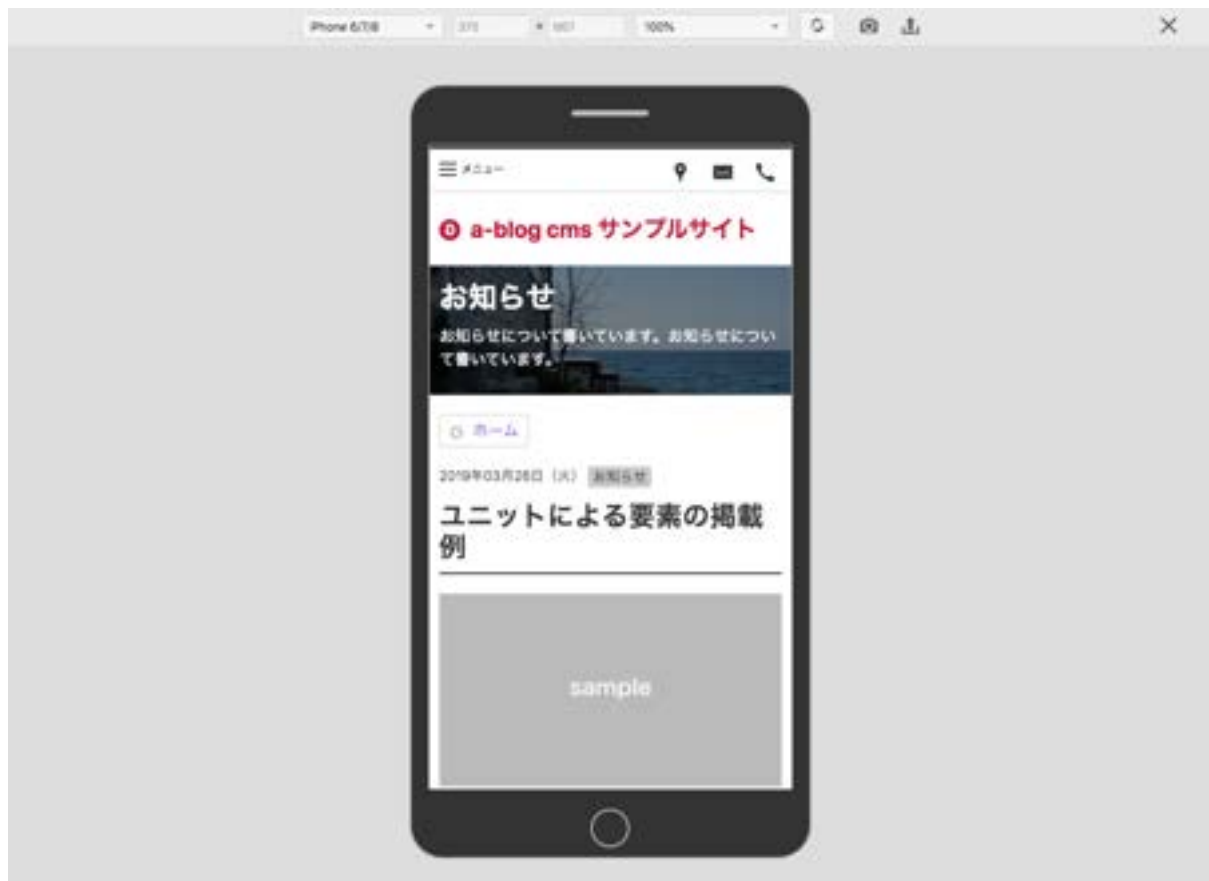 iPhone 6/7/8
375
667
100%
メニュー
a-blog cms サンプルサイト
お知らせ
お知らせについて書いています。お知らせについ
て書いています。
ホーム
2019年03月26日（火） お知らせ
ユニットによる要素の掲載
例
sample